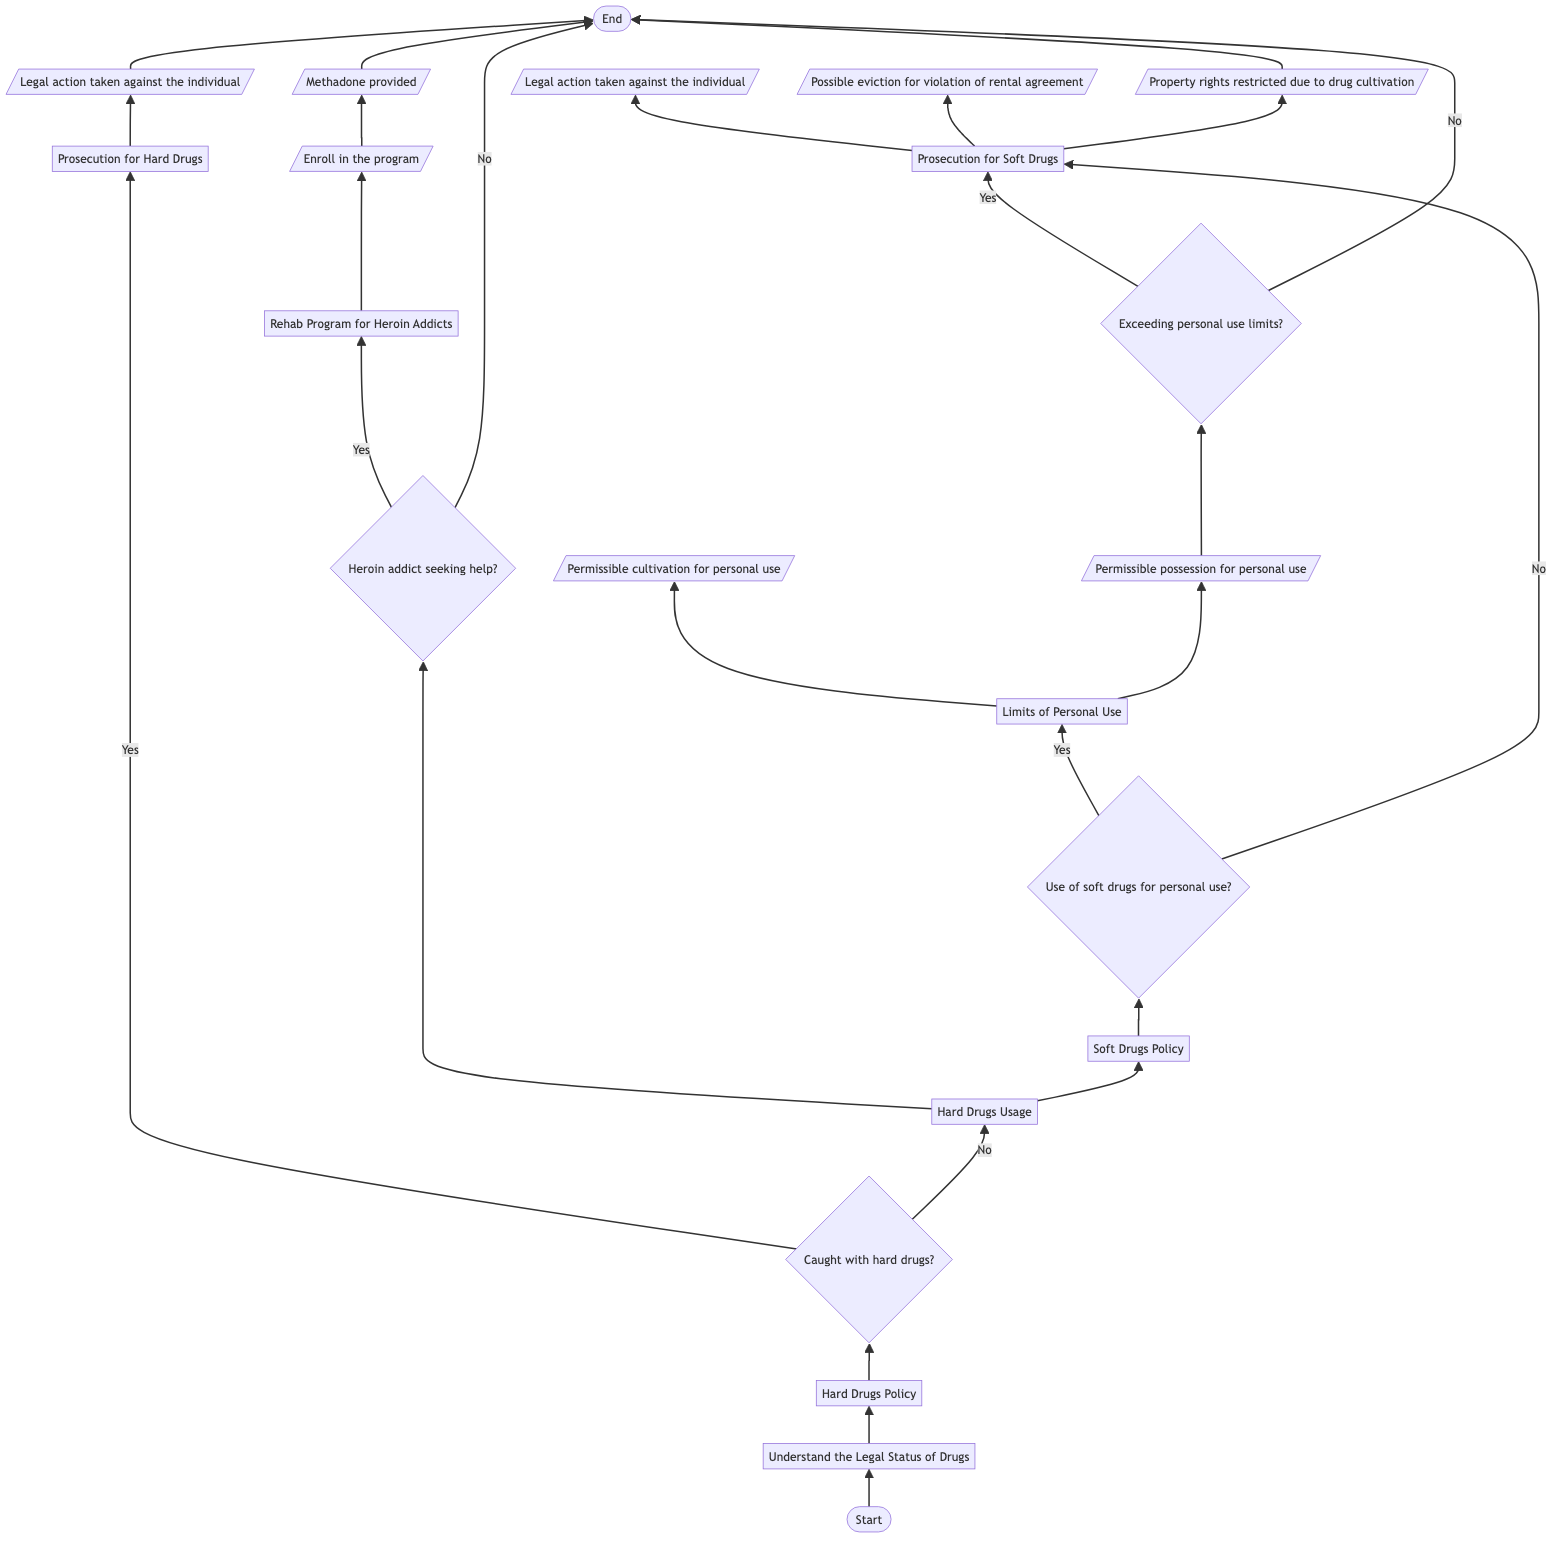 End
Legal action taken against the individual
Methadone provided
Legal action taken against the individual
Possible eviction for violation of rental agreement
Property rights restricted due to drug cultivation
No
Prosecution for Hard Drugs
Enroll in the program
No
Prosecution for Soft Drugs
Yes
Rehab Program for Heroin Addicts
Exceeding personal use limits?
Yes
Heroin addict seeking help?
Permissible cultivation for personal use
Permissible possession for personal use
No
Limits of Personal Use
Yes
Yes
Use of soft drugs for personal use?
Soft Drugs Policy
Hard Drugs Usage
No
Caught with hard drugs?
Hard Drugs Policy
Understand the Legal Status of Drugs
Start